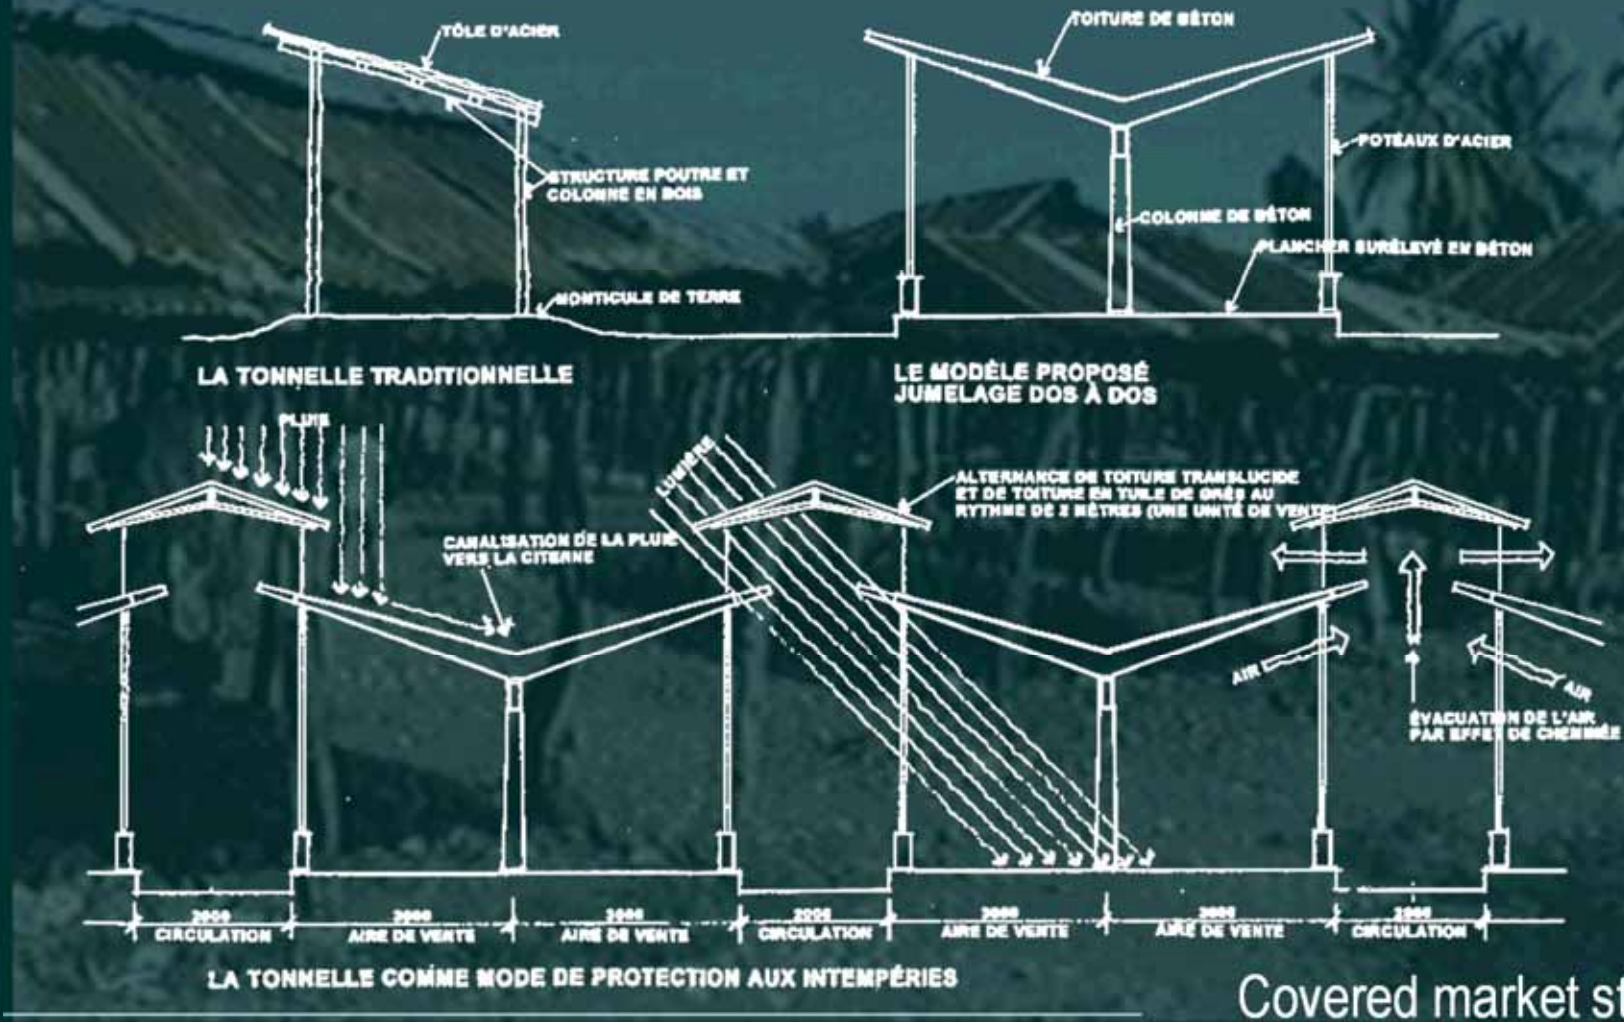 TÔLE D'ACIER
STRUCTURE POUTRE ET
COLONNE EN BOIS
MONTICULE DE TERRE
LA TONNELLE TRADITIONNELLE
TOITURE DE BÉTON
POTEAUX D'ACIER
COLONNE DE BÉTON
PLANCHER SURÉLEVÉ EN BÉTON
LE MODÈLE PROPOSÉ
JUMELAGE DOS À DOS
PLUIE
CANALISATION DE LA PLUIE
VERS LA CITERNE
LUMIÈRE
ALTERNANCE DE TOITURE TRANSLUCIDE
ET DE TOITURE EN TUILE DE GRÈS AU
RYTHME DE 2 MÈTRES (UNE UNITÉ DE VENTE)
AIR
AIR
ÉVACUATION DE L'AIR
PAR EFFET DE CHEMINÉE
2000
CIRCULATION
AIRE DE VENTE
AIRE DE VENTE
2000
CIRCULATION
AIRE DE VENTE
AIRE DE VENTE
2000
CIRCULATION
LA TONNELLE COMME MODE DE PROTECTION AUX INTEMPÉRIES
Covered market st